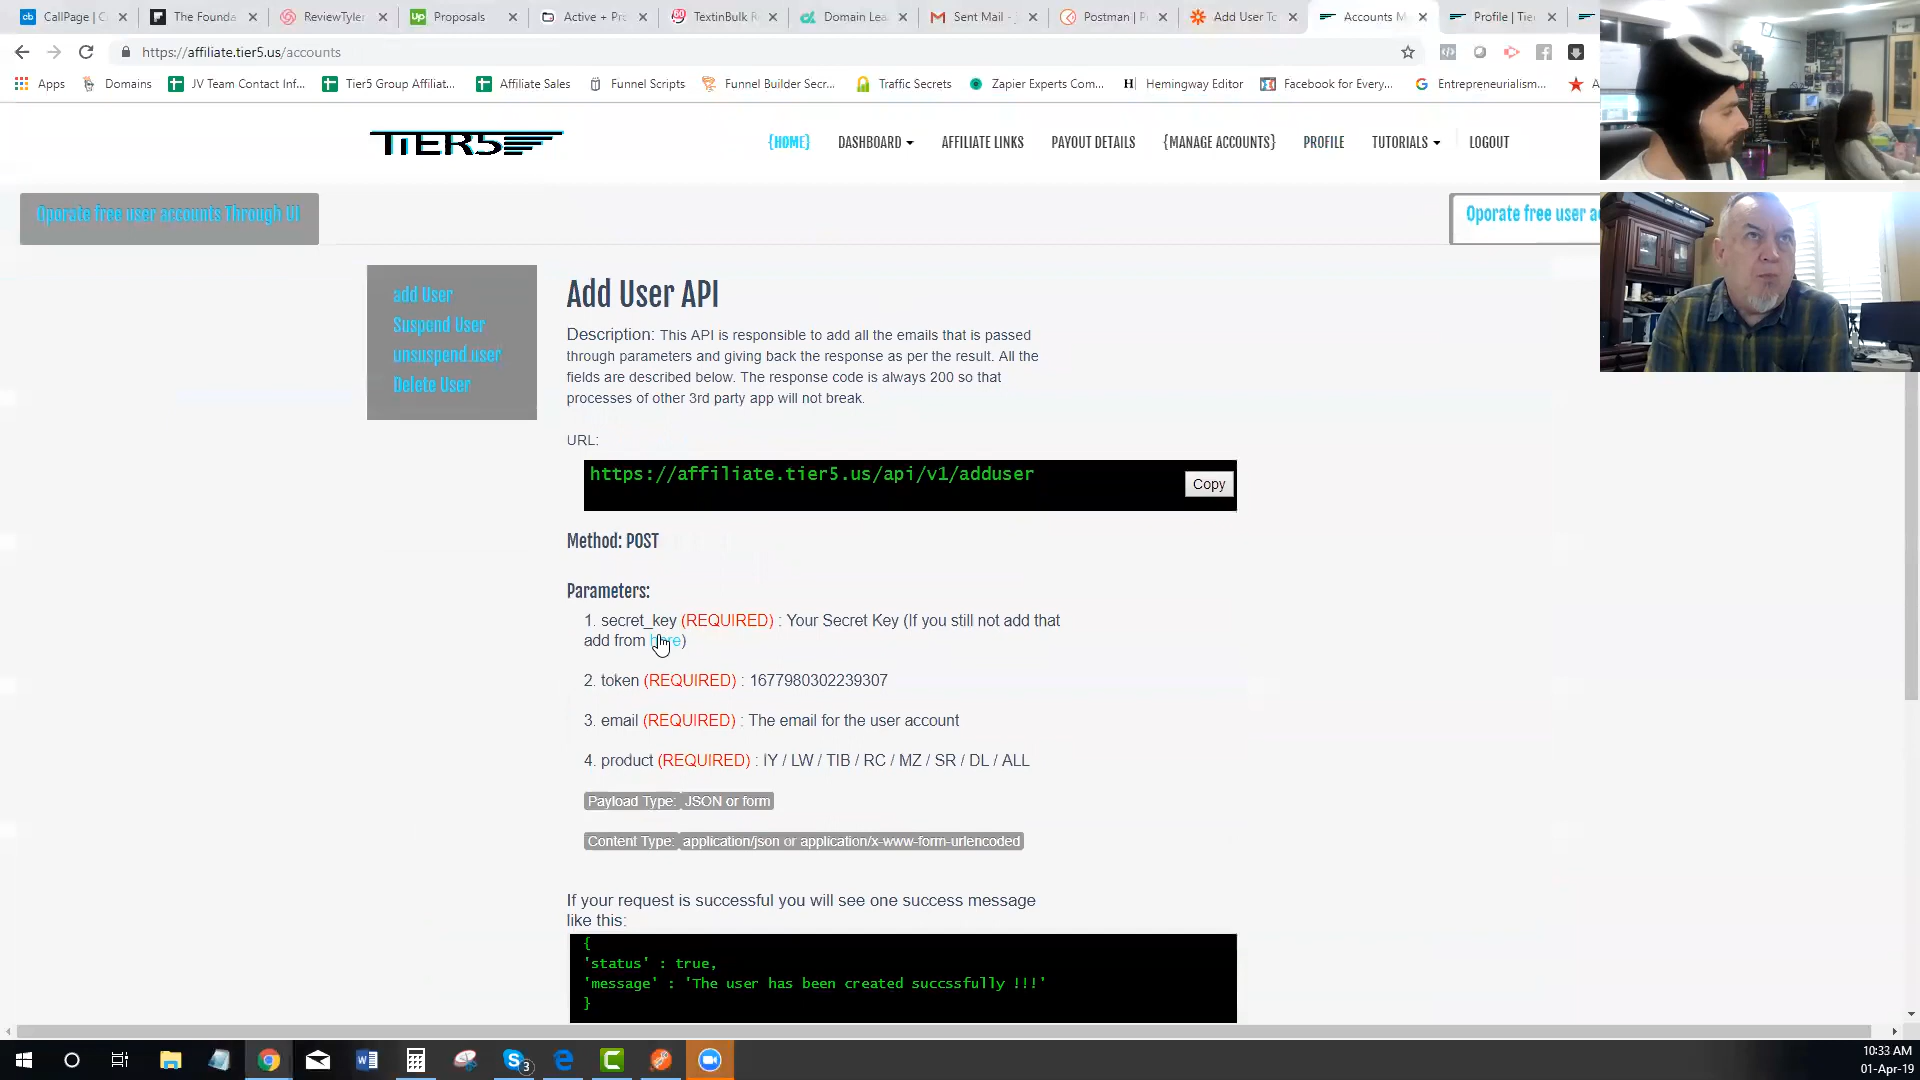 CallPage | C
The Founda
ReviewTyler
Proposals
Active + Pro
TextinBulk R
Domain Lea
Sent Mail - j
Postman | P
Add User To
Accounts M
Profile | Tie
https://affiliate.tier5.us/accounts
Apps
Domains
JV Team Contact Inf...
Tier5 Group Affiliat...
Affiliate Sales
Funnel Scripts
Funnel Builder Secr...
Traffic Secrets
Zapier Experts Com...
Hemingway Editor
Facebook for Every...
Entrepreneurialism...
A
TIER5
{HOME}
DASHBOARD
AFFILIATE LINKS
PAYOUT DETAILS
{MANAGE ACCOUNTS}
PROFILE
TUTORIALS
LOGOUT
Oporate free user accounts Through UI
Oporate free user a
add User
Suspend User
unsuspend user
Delete User
Add User API
Description: This API is responsible to add all the emails that is passed
through parameters and giving back the response as per the result. All the
fields are described below. The response code is always 200 so that
processes of other 3rd party app will not break.
URL:
https://affiliate.tier5.us/api/v1/adduser
Copy
Method: POST
Parameters:
1. secret_key (REQUIRED) : Your Secret Key (If you still not add that
add from here)
2. token (REQUIRED) : 1677980302239307
3. email (REQUIRED) : The email for the user account
4. product (REQUIRED) : IY / LW / TIB / RC / MZ / SR / DL / ALL
Payload Type: JSON or form
Content Type: application/json or application/x-www-form-urlencoded
If your request is successful you will see one success message
like this:
{
'status' : true,
'message' : 'The user has been created succssfully !!!'
}
3
10:33 AM
01-Apr-19